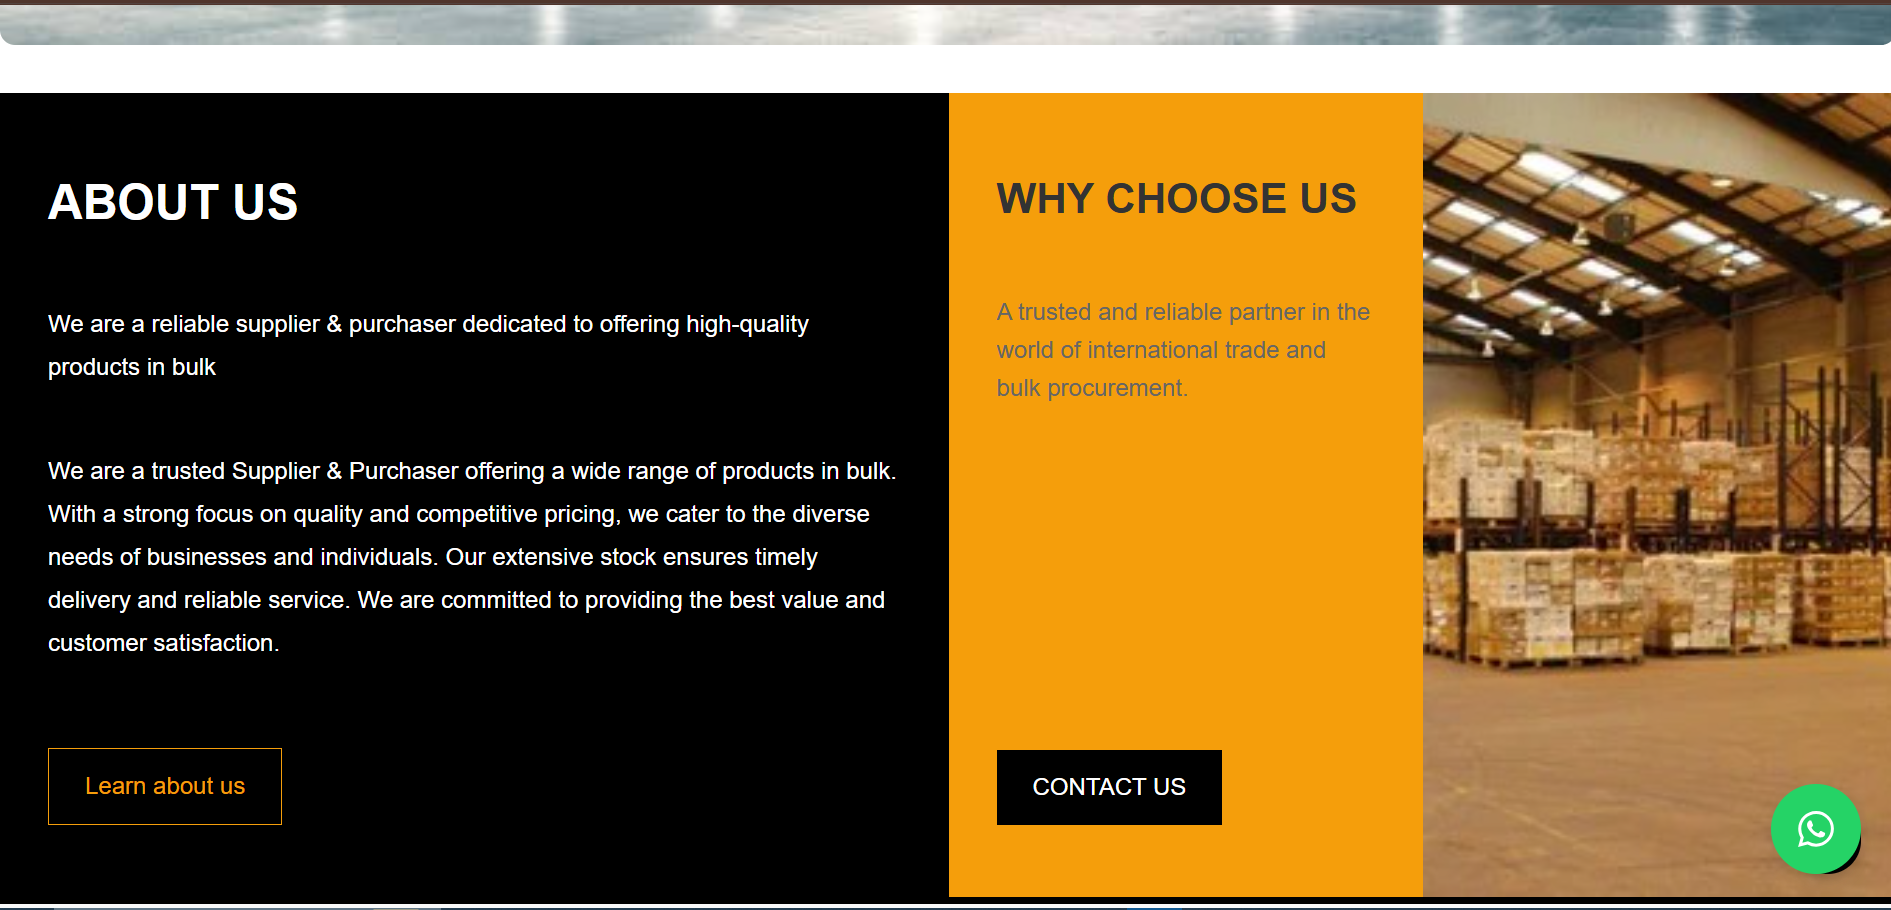 ABOUT US
We are a reliable supplier & purchaser dedicated to offering high-quality
products in bulk
We are a trusted Supplier & Purchaser offering a wide range of products in bulk.
With a strong focus on quality and competitive pricing, we cater to the diverse
needs of businesses and individuals. Our extensive stock ensures timely
delivery and reliable service. We are committed to providing the best value and
customer satisfaction.
Learn about us
WHY CHOOSE US
A trusted and reliable partner in the
world of international trade and
bulk procurement.
CONTACT US